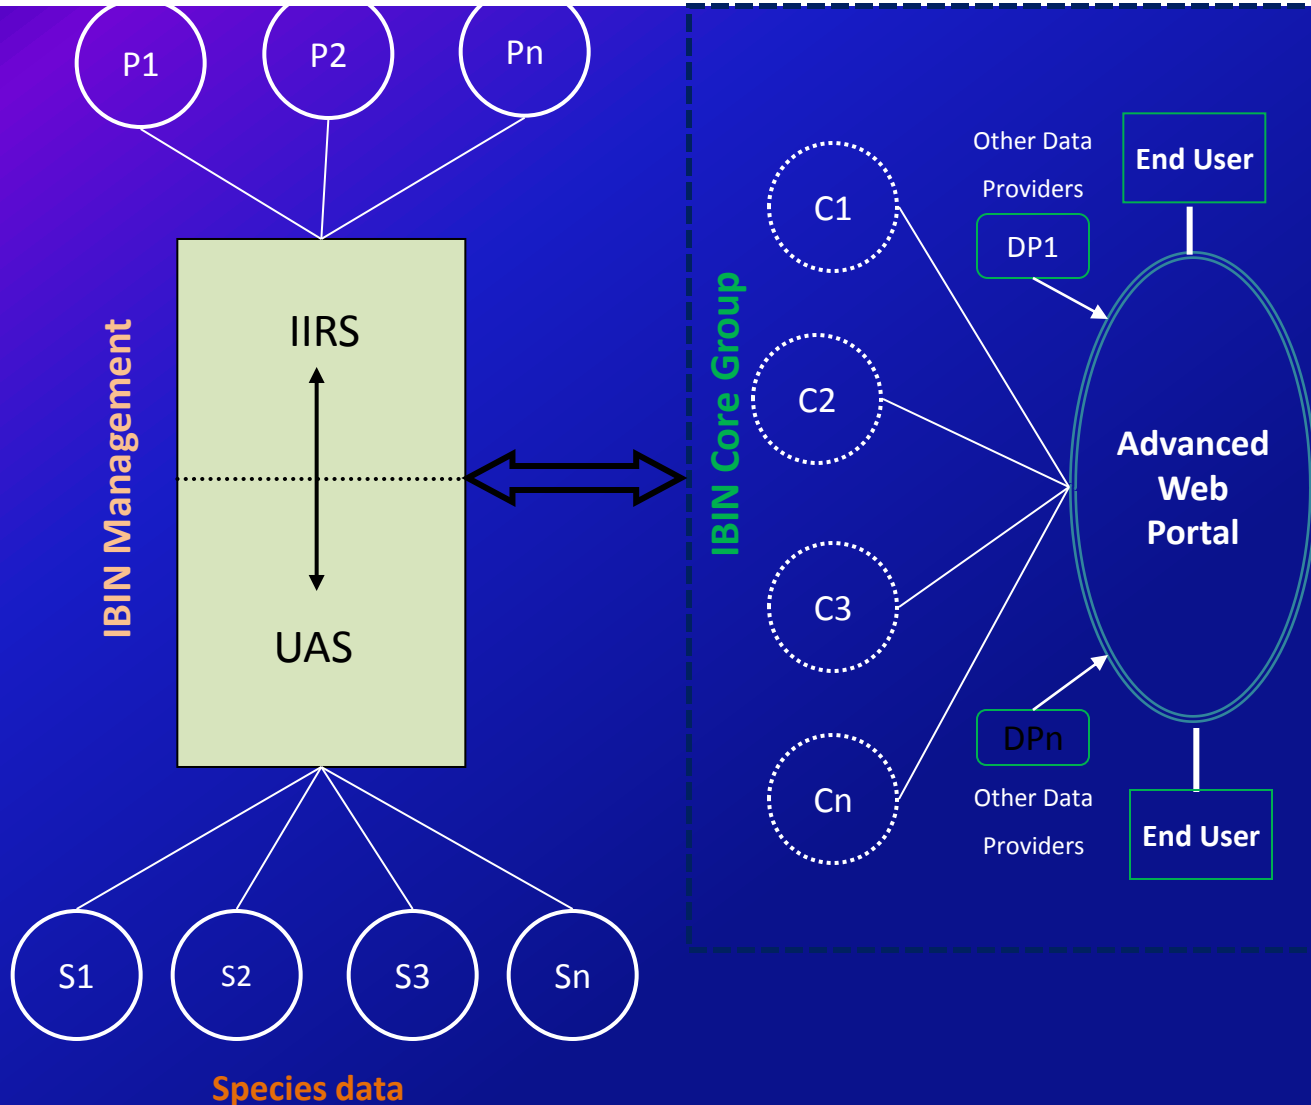 P1
P2
Pn
IBIN Management
IIRS
UAS
S1
S2
S3
Sn
Species data
IBIN Core Group
C1
C2
C3
Cn
Other Data
Providers
DP1
End User
Advanced
Web
Portal
DPn
Other Data
Providers
End User